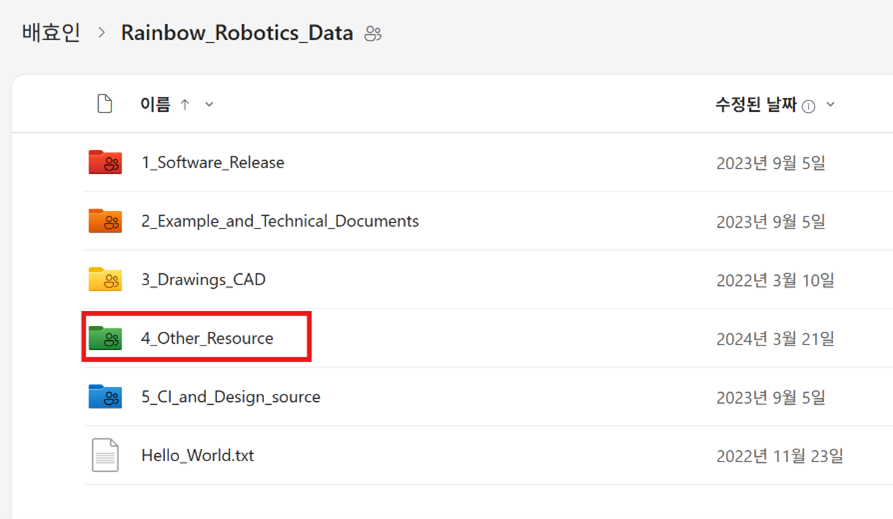 배효인 > Rainbow_Robotics_Data
이름 수정된 날짜
1_Software_Release 2023년 9월 5일
2_Example_and_Technical_Documents 2023년 9월 5일
3_Drawings_CAD 2022년 3월 10일
4_Other_Resource 2024년 3월 21일
5_CI_and_Design_source 2023년 9월 5일
Hello_World.txt 2022년 11월 23일